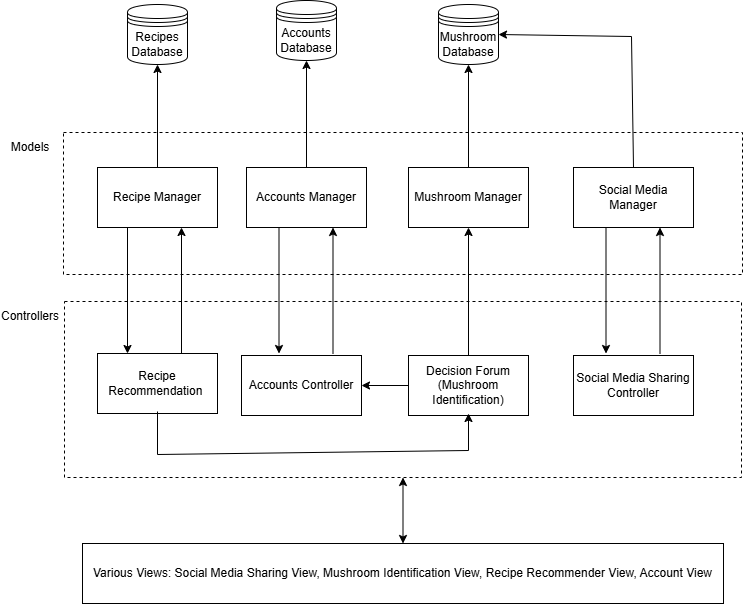 Recipes
Database
Accounts
Database
Mushroom
Database
Models
Recipe Manager
Accounts Manager
Mushroom Manager
Social Media
Manager
Controllers
Recipe
Recommendation
Accounts Controller
Decision Forum
(Mushroom
Identification)
Social Media Sharing
Controller
Various Views: Social Media Sharing View, Mushroom Identification View, Recipe Recommender View, Account View